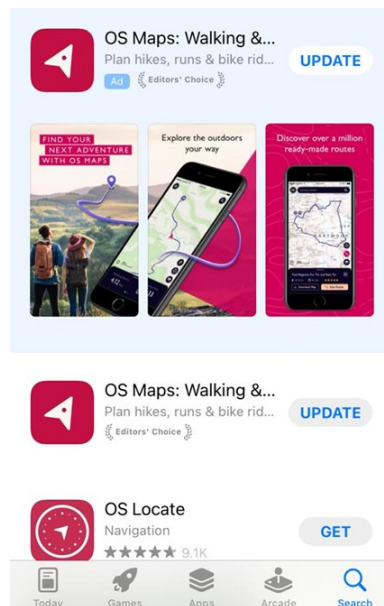 OS Maps: Walking &...
Plan hikes, runs & bike rid...
UPDATE
Ad
Editors' Choice
FIND YOUR
NEXT ADVENTURE
WITH OS MAPS
Explore the outdoors
your way
Discover over a million
ready-made routes
DARTMOOR
OS Maps: Walking &...
Plan hikes, runs & bike rid...
UPDATE
Editors' Choice
OS Locate
Navigation
GET
9.1K
Today
Games
Apps
Arcade
Search